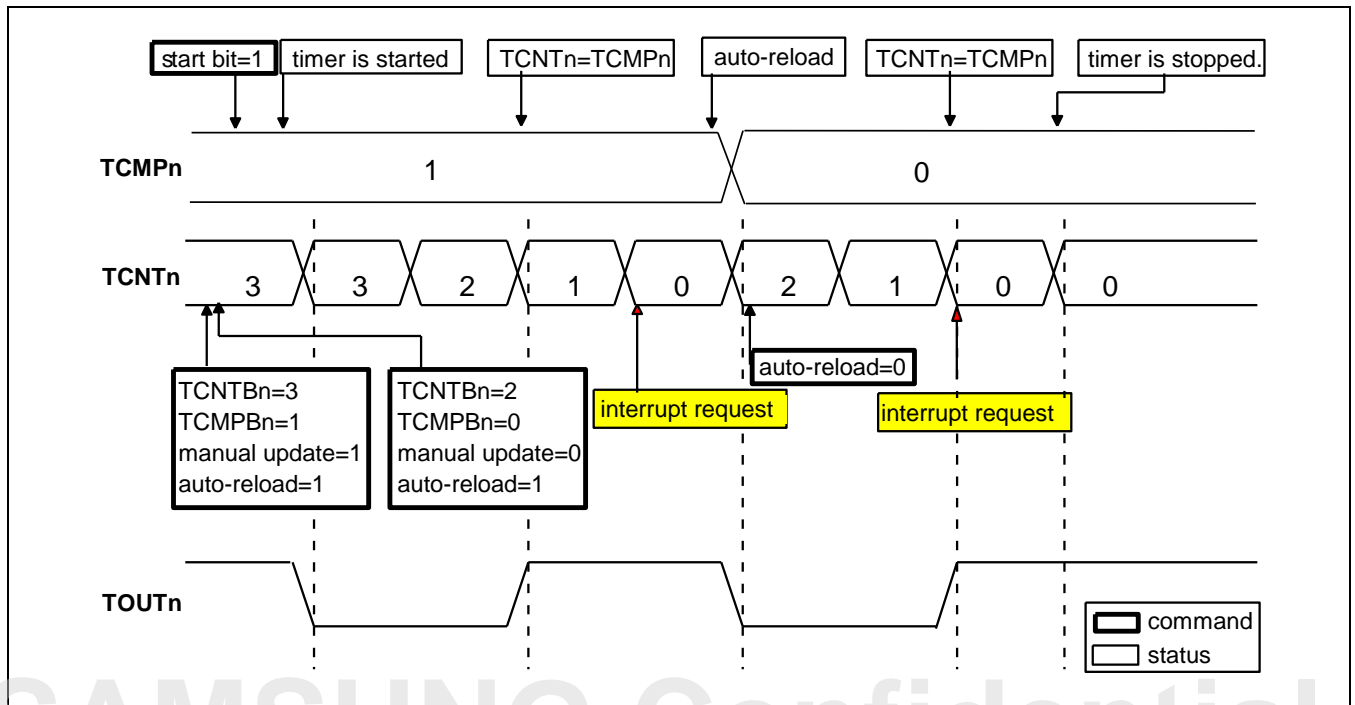 start bit=1 timer is started TCNTn=TCMPn auto-reload TCNTn=TCMPn timer is stopped.
TCMPn 1 0
TCNTn 3 3 2 1 0 2 1 0 0
auto-reload=0
TCNTBn=3
TCMPBn=1
manual update=1
auto-reload=1
TCNTBn=2
TCMPBn=0
manual update=0
auto-reload=1
interrupt request
interrupt request
TOUTn
command
status
SAMSUNG Confidential